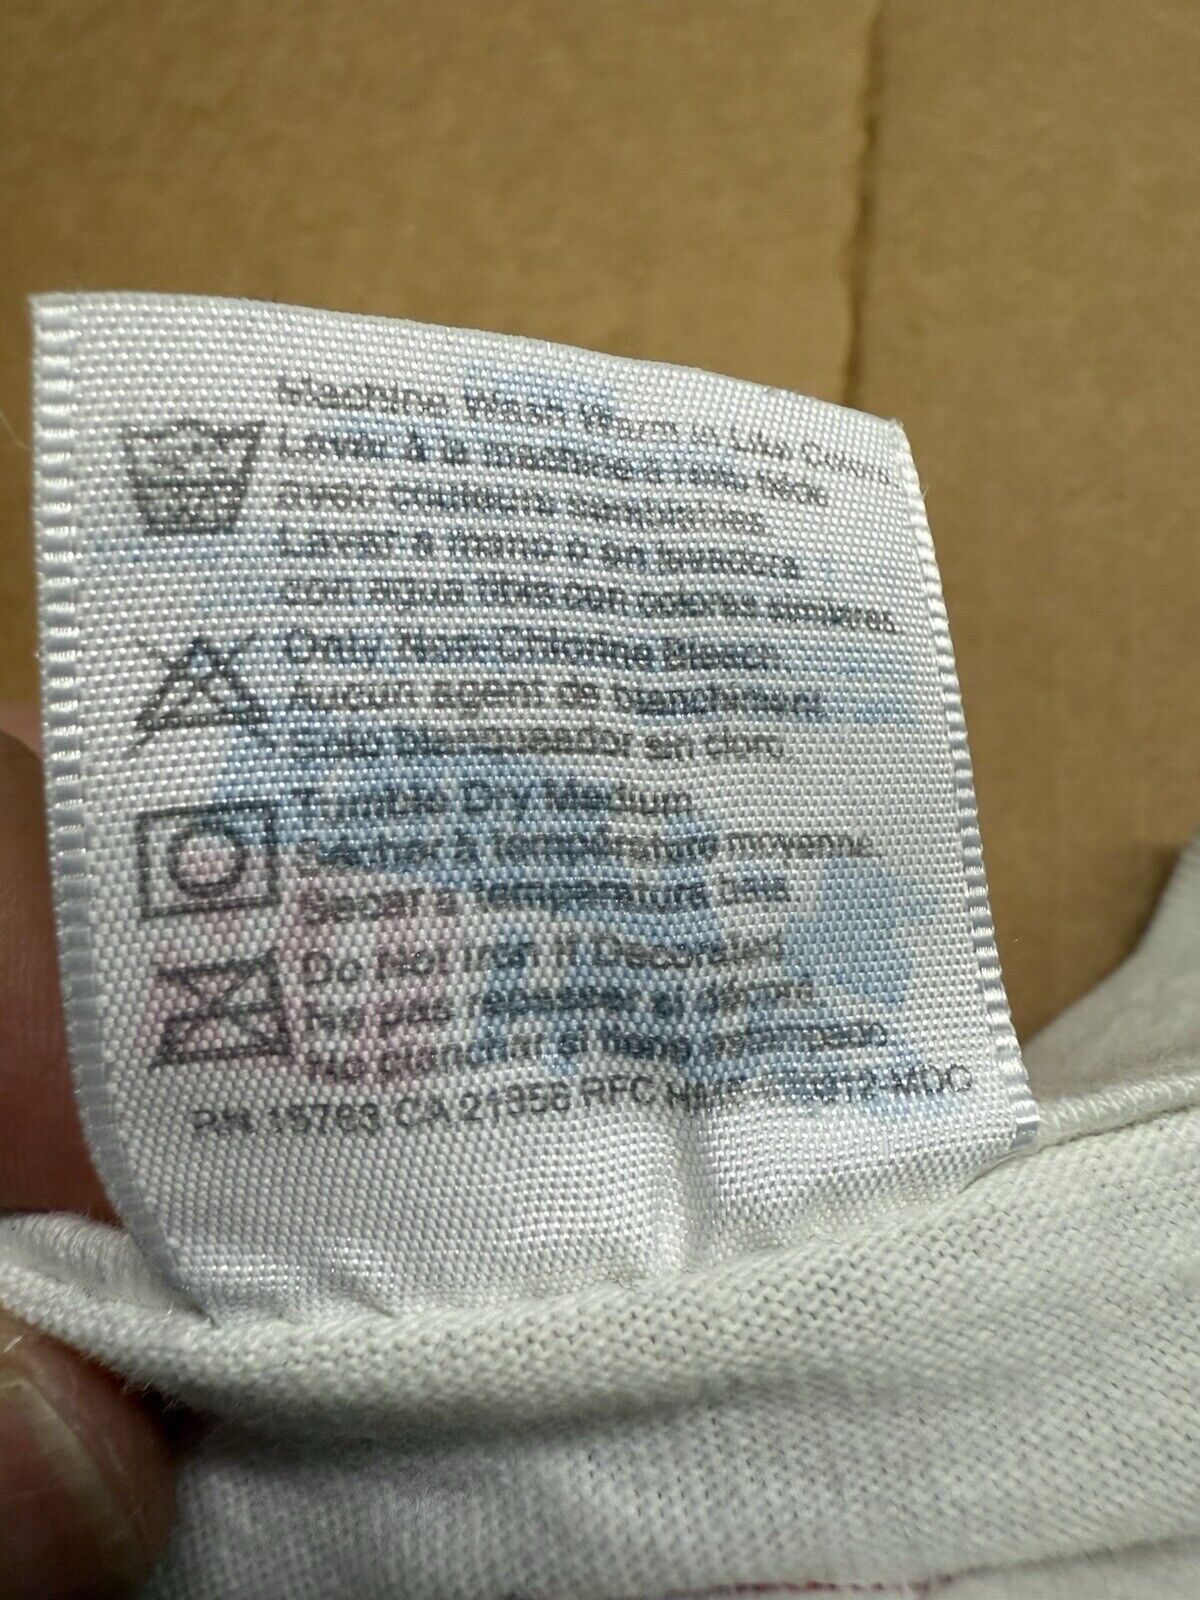 Machine Wash Warm in Like Colors.
Laver à la machine à l'eau tiède
avec couleurs semblables.
Lavar a mano o en lavadora
con agua tibia con colores similares.
Only Non-Chlorine Bleach
Aucun agent de blanchiment.
Solo blanqueador sin cloro.
Tumble Dry Medium
Sécher à température moyenne.
Secar a temperatura
Do Not Iron If Decorated
Ne pas repasser si décoré
No planchar si tiene
RN 15763 CA 21356 RFC